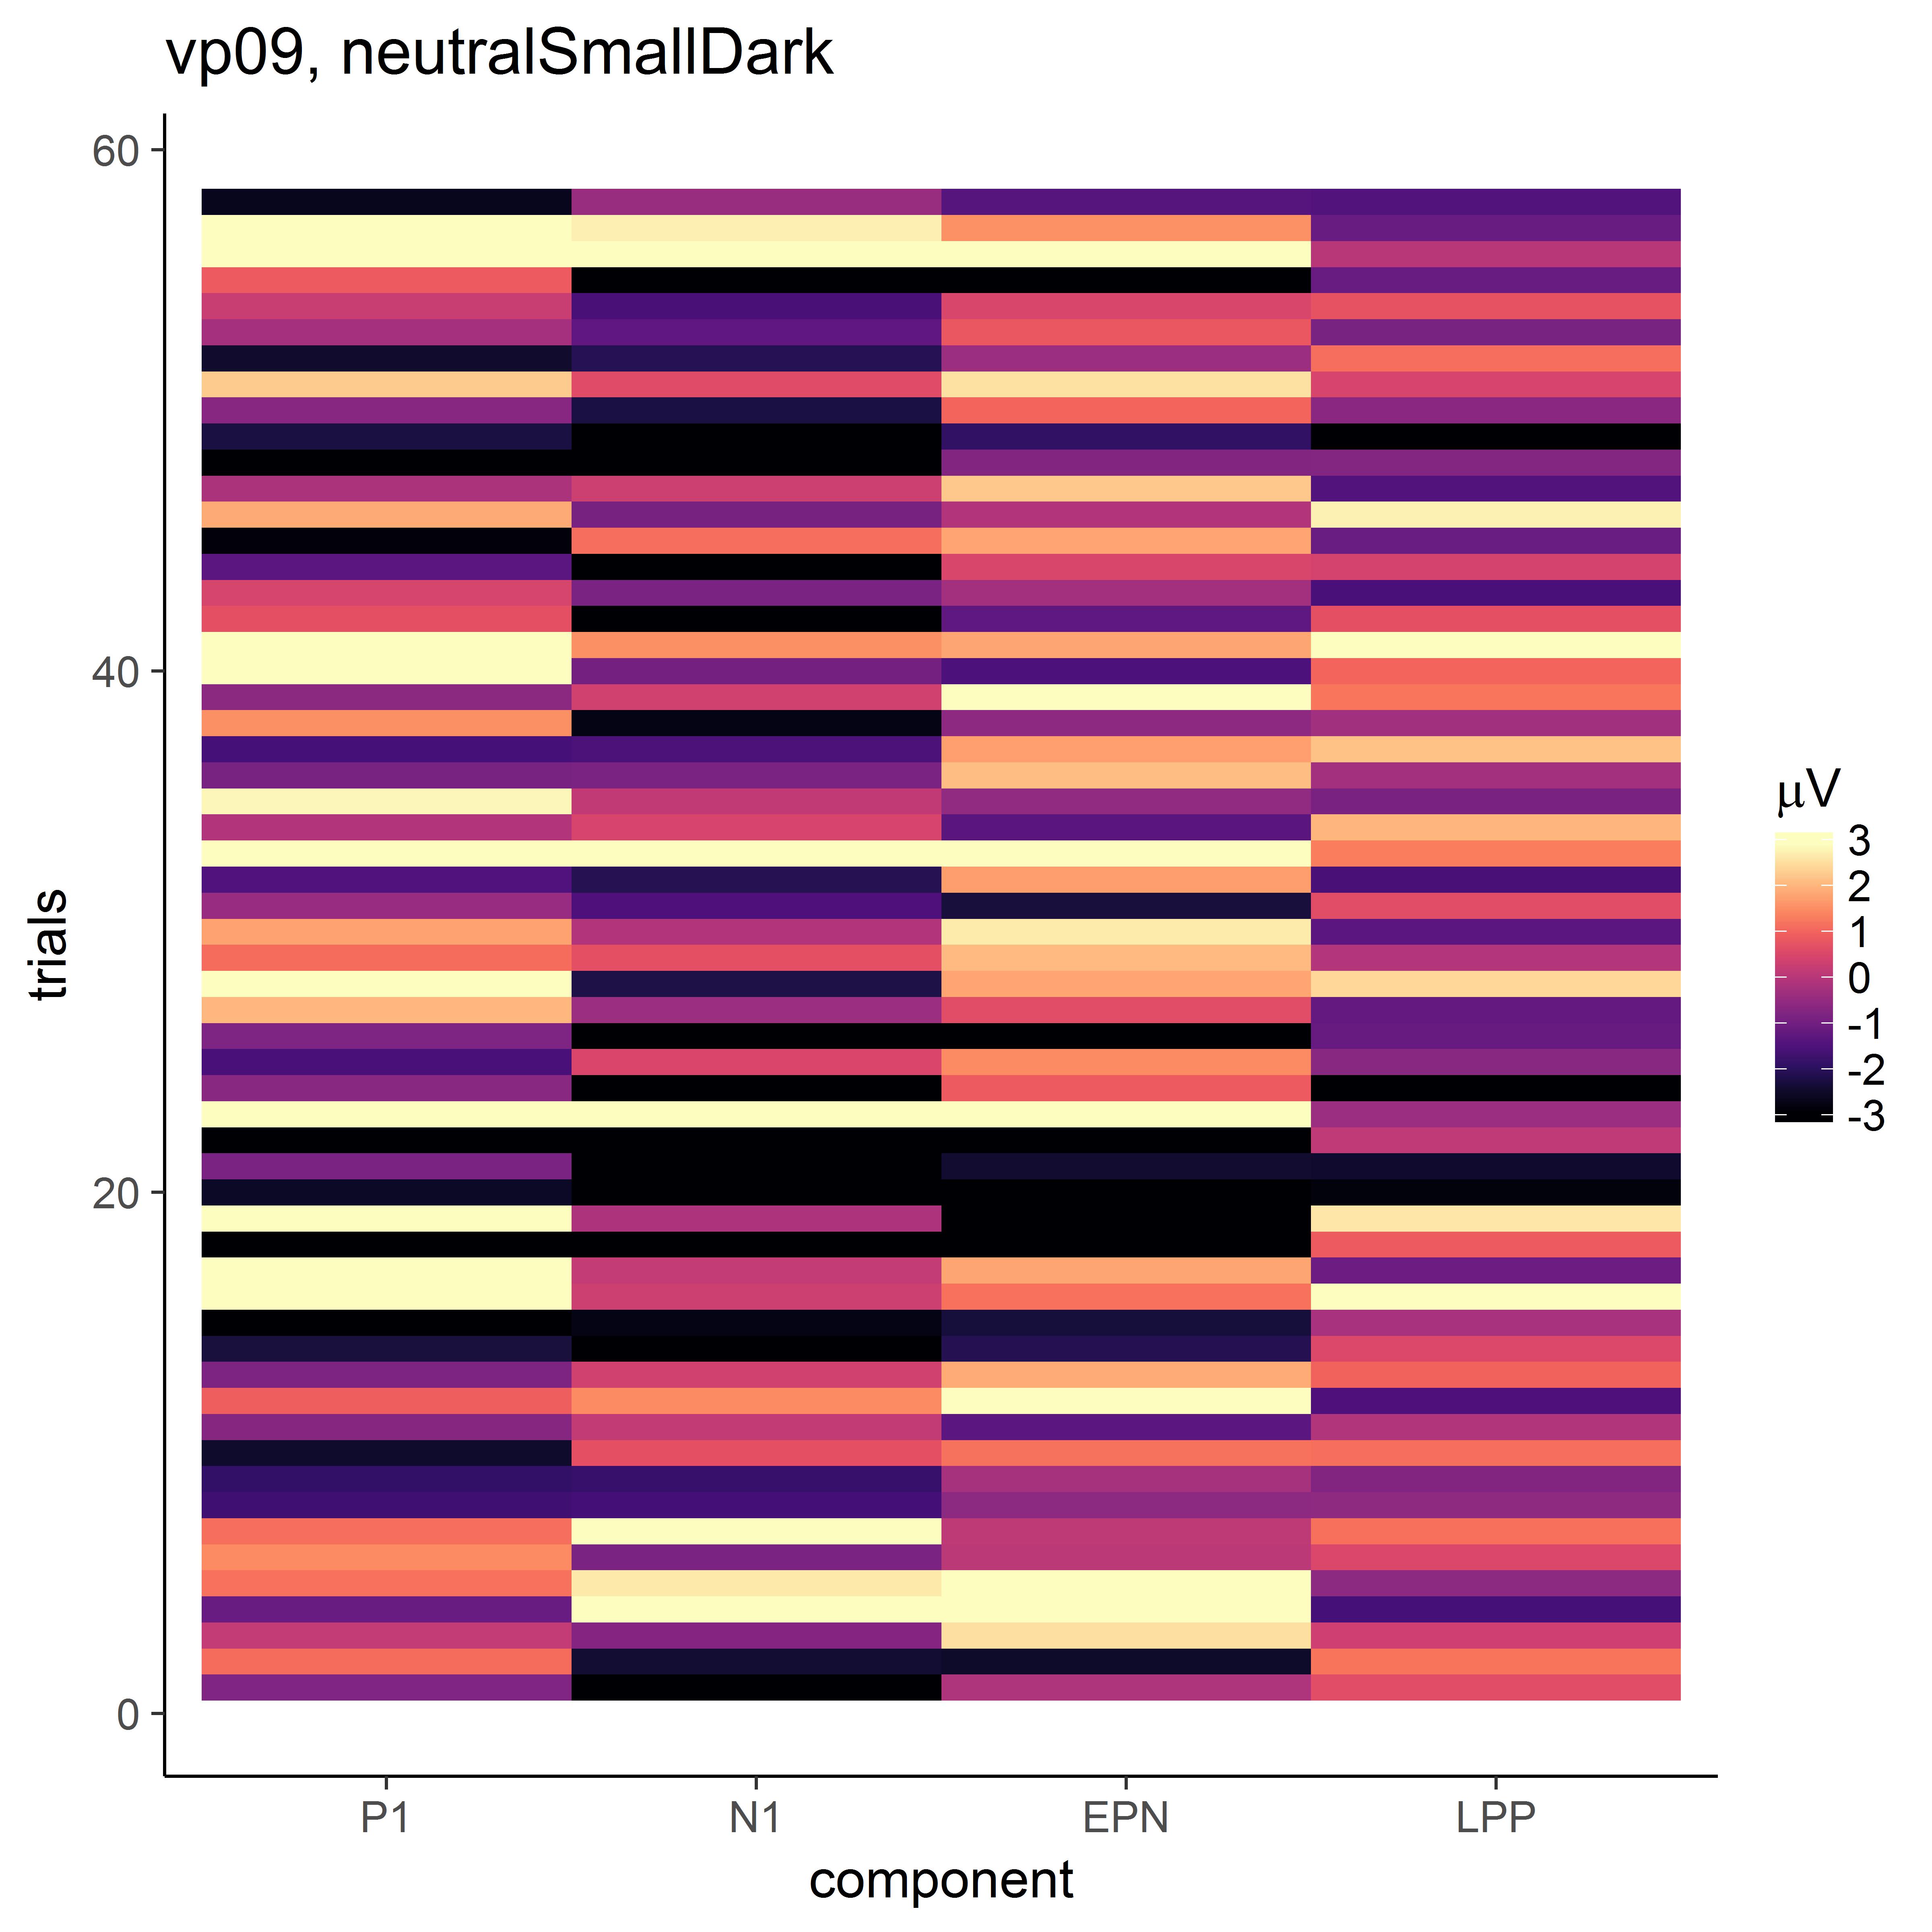 vp09, neutralSmallDark
60
40
20
0
trials
P1 N1 EPN LPP
component
μV
3
2
1
0
-1
-2
-3